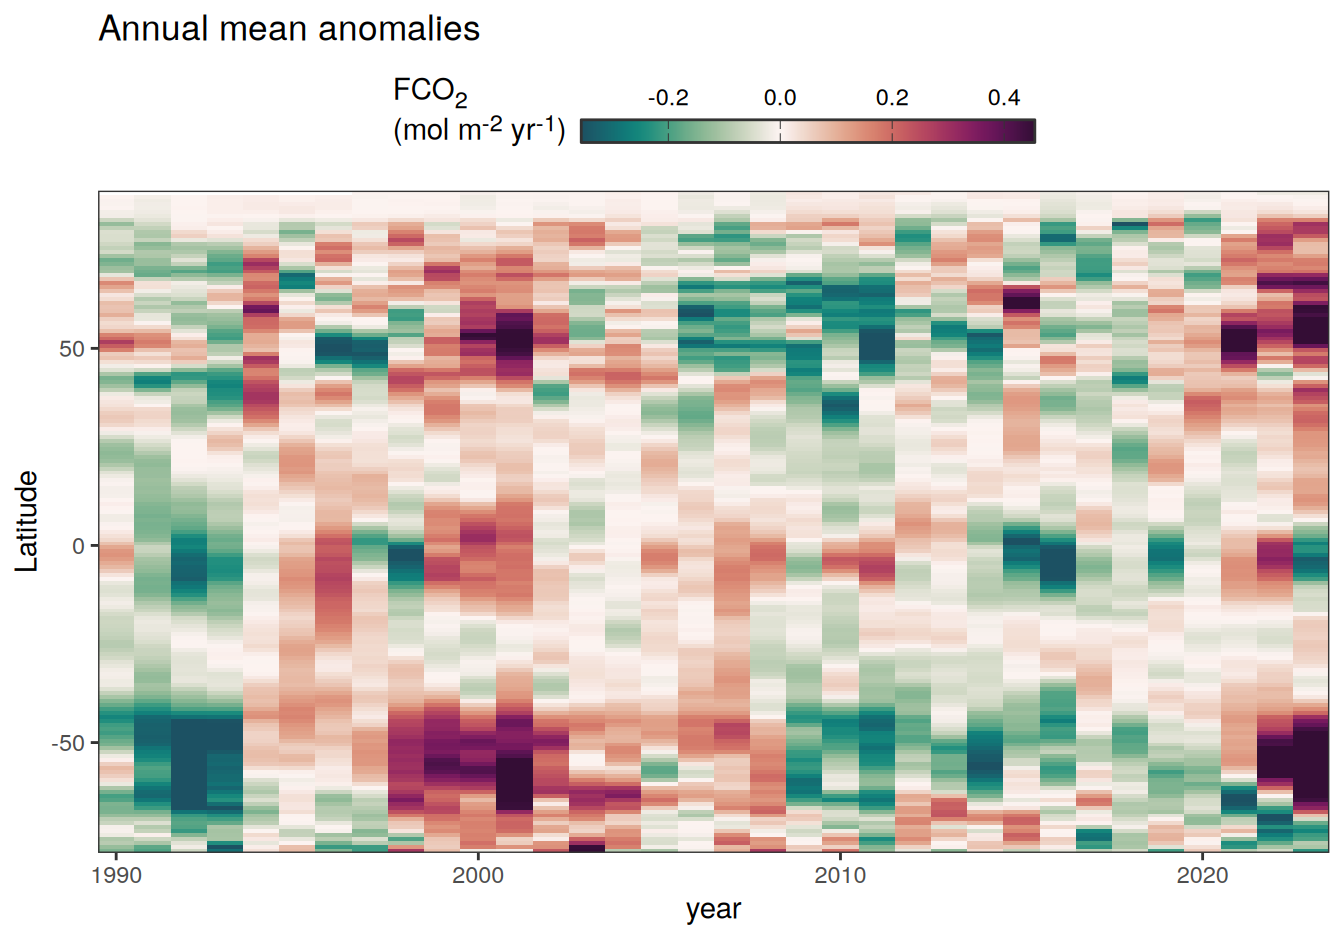 Annual mean anomalies
FCO₂
(mol m⁻² yr⁻¹)
-0.2 0.0 0.2 0.4
Latitude
50
0
-50
1990 2000 2010 2020
year